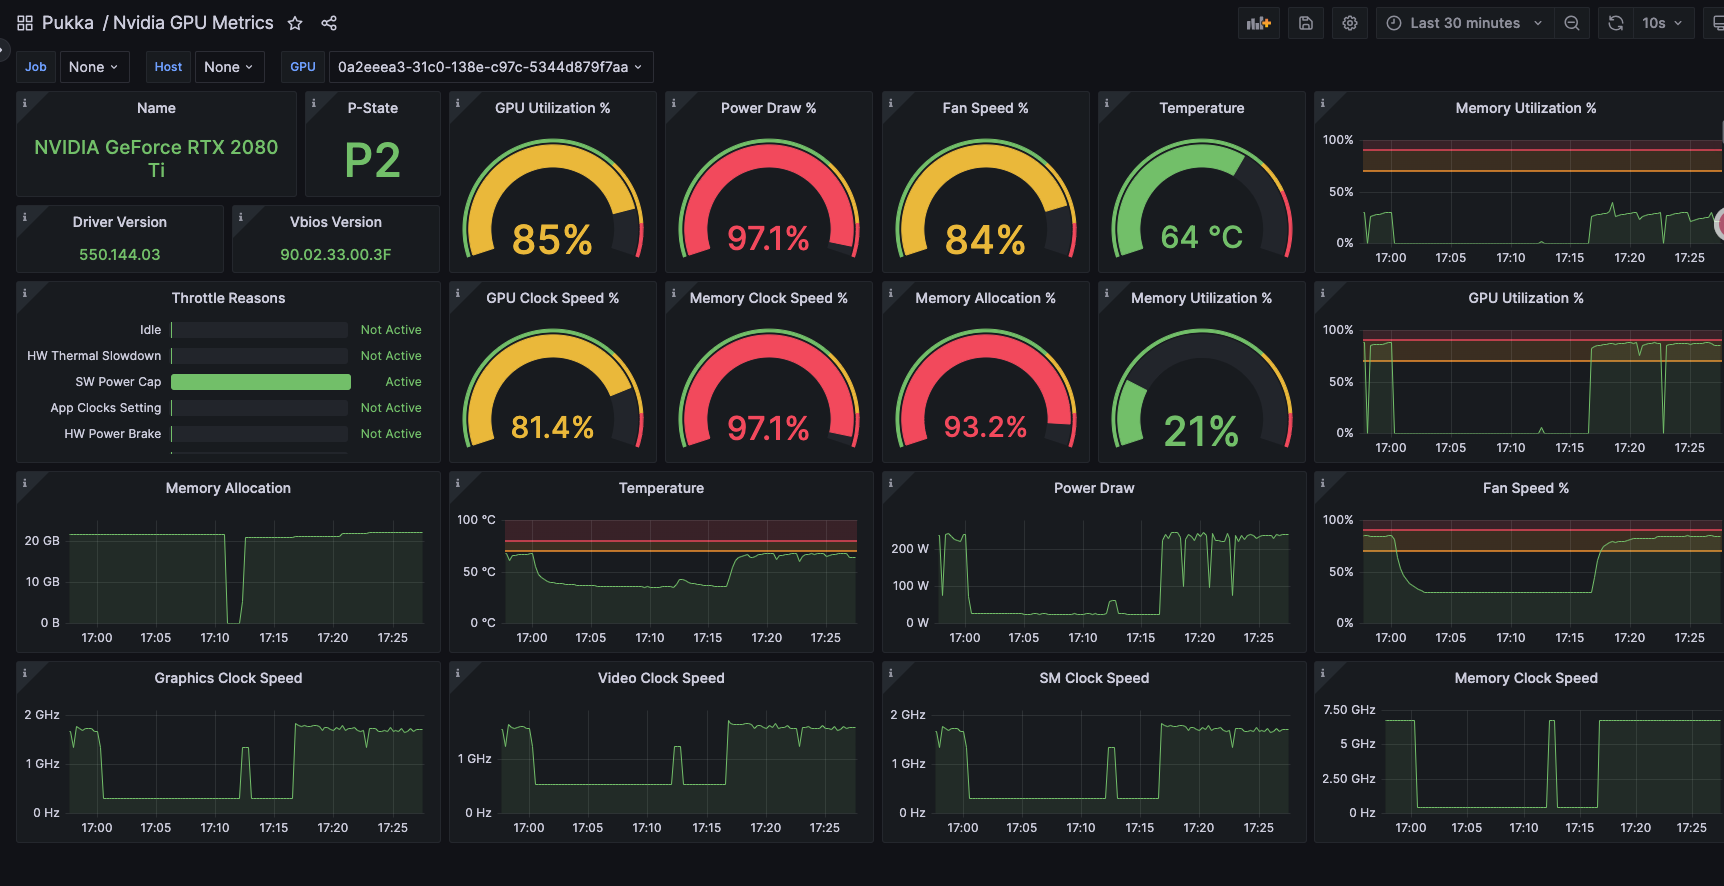 Pukka / Nvidia GPU Metrics
Last 30 minutes
10s
Job None Host None GPU 0a2eeea3-31c0-138e-c97c-5344d879f7aa
Name
NVIDIA GeForce RTX 2080
Ti
P-State
P2
GPU Utilization %
85%
Power Draw %
97.1%
Fan Speed %
84%
Temperature
64 °C
Memory Utilization %
100%
50%
0%
17:00 17:05 17:10 17:15 17:20 17:25
Driver Version
550.144.03
Vbios Version
90.02.33.00.3F
Throttle Reasons
Idle Not Active
HW Thermal Slowdown Not Active
SW Power Cap Active
App Clocks Setting Not Active
HW Power Brake Not Active
GPU Clock Speed %
81.4%
Memory Clock Speed %
97.1%
Memory Allocation %
93.2%
Memory Utilization %
21%
GPU Utilization %
100%
50%
0%
17:00 17:05 17:10 17:15 17:20 17:25
Memory Allocation
20 GB
10 GB
0 B
17:00 17:05 17:10 17:15 17:20 17:25
Temperature
100 °C
50 °C
0 °C
17:00 17:05 17:10 17:15 17:20 17:25
Power Draw
200 W
100 W
0 W
17:00 17:05 17:10 17:15 17:20 17:25
Fan Speed %
100%
50%
0%
17:00 17:05 17:10 17:15 17:20 17:25
Graphics Clock Speed
2 GHz
1 GHz
0 Hz
17:00 17:05 17:10 17:15 17:20 17:25
Video Clock Speed
1 GHz
0 Hz
17:00 17:05 17:10 17:15 17:20 17:25
SM Clock Speed
2 GHz
1 GHz
0 Hz
17:00 17:05 17:10 17:15 17:20 17:25
Memory Clock Speed
7.50 GHz
5 GHz
2.50 GHz
0 Hz
17:00 17:05 17:10 17:15 17:20 17:25